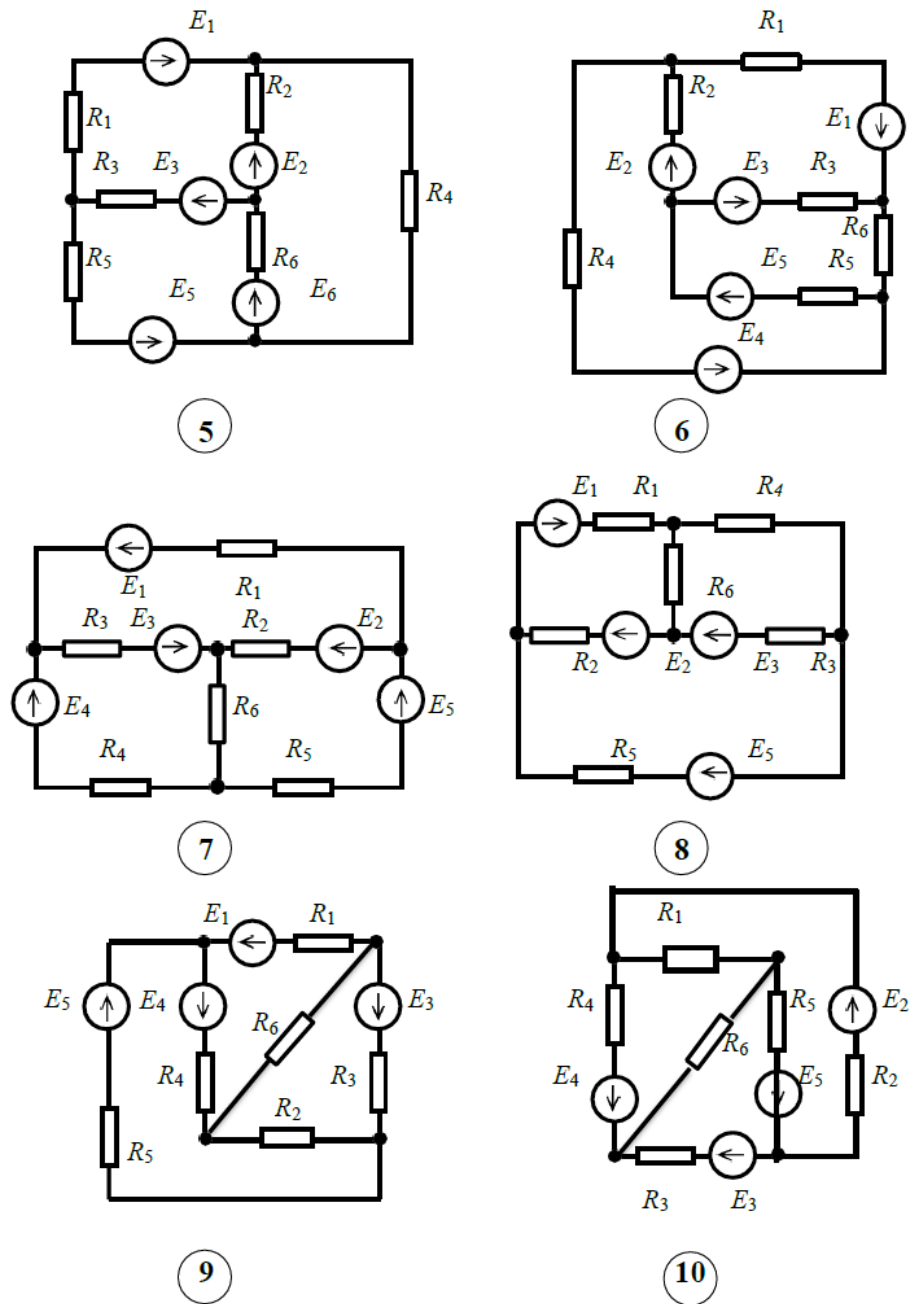 E1
R1
R2
R2
E1
R1
R3 E3 E2
E2 E3 R3
R4
R6
R5 R6
R4
E5 R5
E5 E6
E4
5
6
E1 R1 R4
E1 R1
R3 E3 R2 E2
R6
R2 E2 E3 R3
E4 R6 E5
R4 R5
R5 E5
7
8
E1 R1
R1
E5 E4 E3
R4 R5 E2
R6
R6
R4 R3
E4 E5 R2
R2
R5
R3 E3
9
10